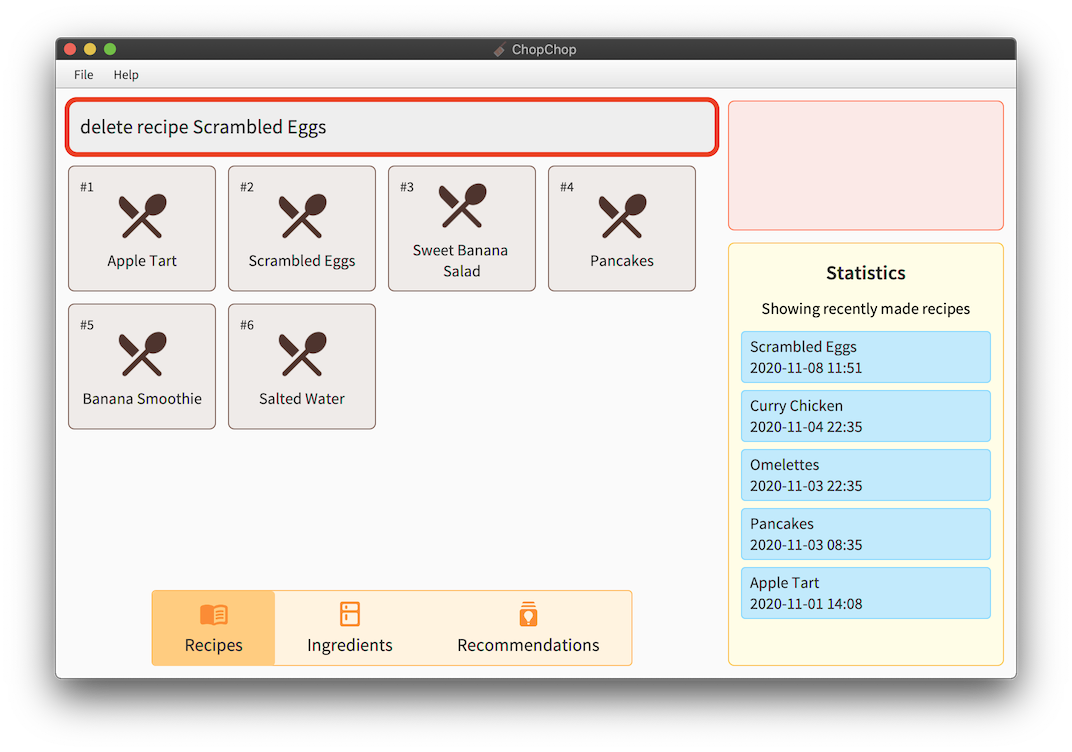 ChopChop
File Help
delete recipe Scrambled Eggs
#1
Apple Tart
#2
Scrambled Eggs
#3
Sweet Banana
Salad
#4
Pancakes
#5
Banana Smoothie
#6
Salted Water
Recipes
Ingredients
Recommendations
Statistics
Showing recently made recipes
Scrambled Eggs
2020-11-08 11:51
Curry Chicken
2020-11-04 22:35
Omelettes
2020-11-03 22:35
Pancakes
2020-11-03 08:35
Apple Tart
2020-11-01 14:08